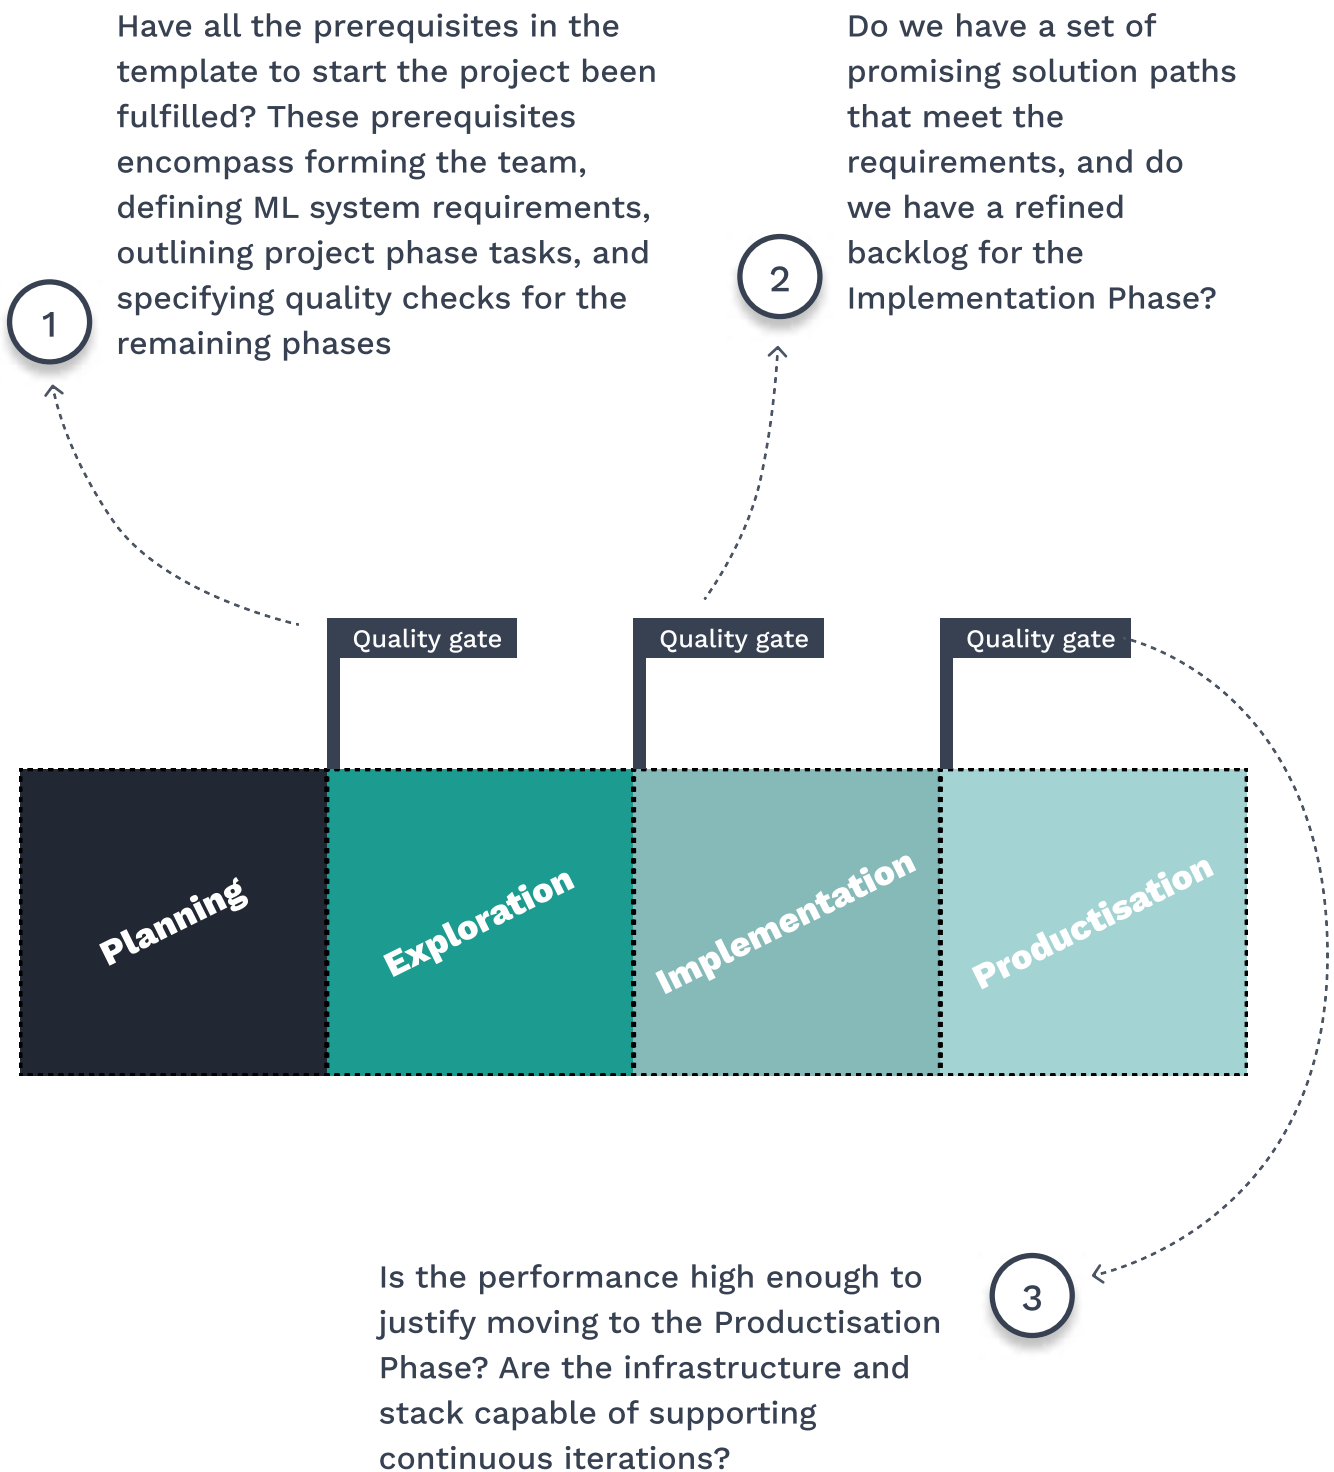 Have all the prerequisites in the
template to start the project been
fulfilled? These prerequisites
encompass forming the team,
defining ML system requirements,
outlining project phase tasks, and
specifying quality checks for the
remaining phases
1
Do we have a set of
promising solution paths
that meet the
requirements, and do
we have a refined
backlog for the
Implementation Phase?
2
Quality gate
Quality gate
Quality gate
Planning
Exploration
Implementation
Productisation
Is the performance high enough to
justify moving to the Productisation
Phase? Are the infrastructure and
stack capable of supporting
continuous iterations?
3